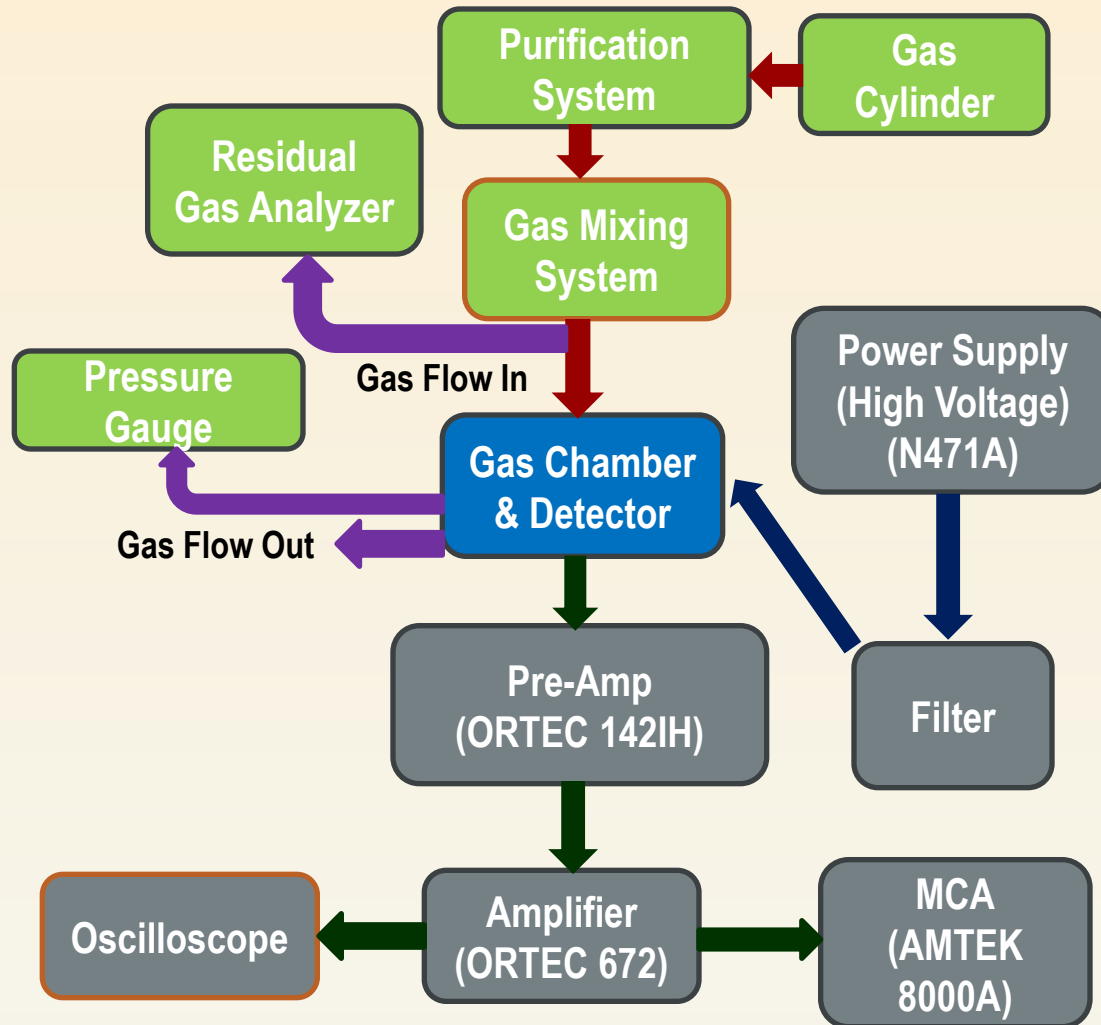 Purification
System
Gas
Cylinder
Residual
Gas Analyzer
Gas Mixing
System
Power Supply
(High Voltage)
(N471A)
Pressure
Gauge
Gas Flow In
Gas Chamber
& Detector
Gas Flow Out
Pre-Amp
(ORTEC 142IH)
Filter
Oscilloscope
Amplifier
(ORTEC 672)
MCA
(AMTEK
8000A)